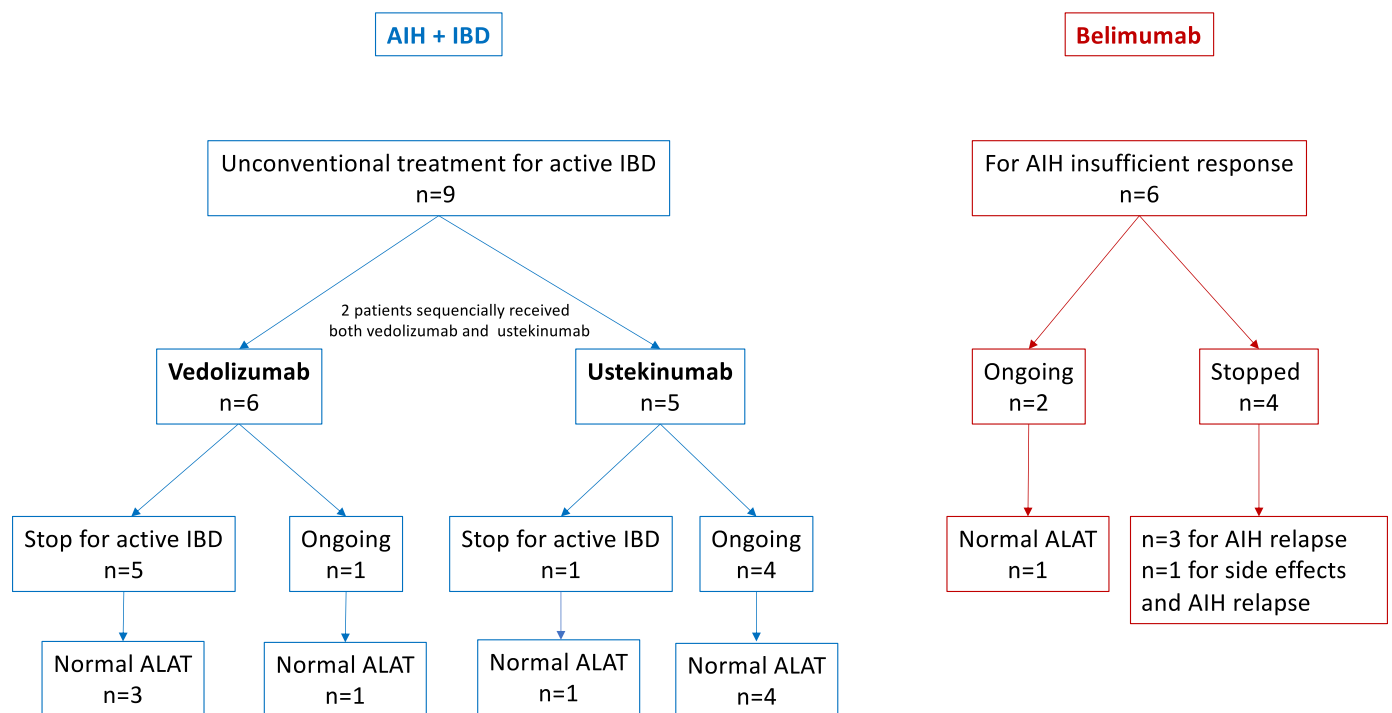 AIH + IBD
Belimumab
Unconventional treatment for active IBD
n=9
For AIH insufficient response
n=6
2 patients sequencially received
both vedolizumab and ustekinumab
Vedolizumab
n=6
Ustekinumab
n=5
Ongoing
n=2
Stopped
n=4
Stop for active IBD
n=5
Ongoing
n=1
Stop for active IBD
n=1
Ongoing
n=4
Normal ALAT
n=1
n=3 for AIH relapse
n=1 for side effects
and AIH relapse
Normal ALAT
n=3
Normal ALAT
n=1
Normal ALAT
n=1
Normal ALAT
n=4